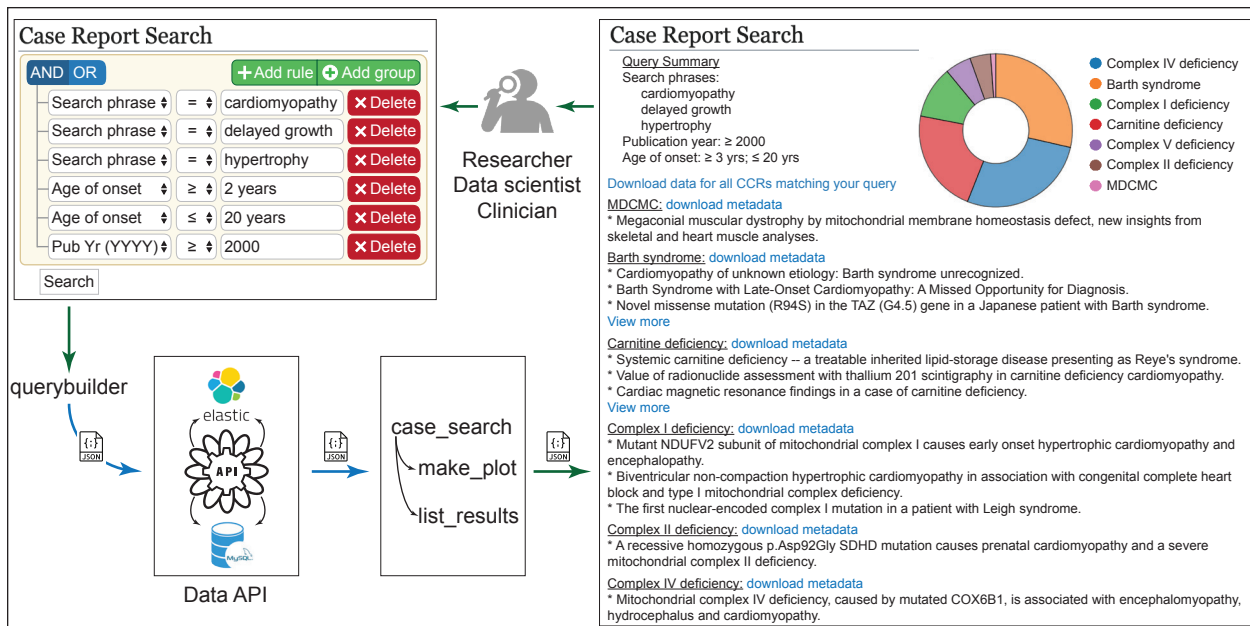 Case Report Search
AND OR
Add rule
Add group
Search phrase = cardiomyopathy Delete
Search phrase = delayed growth Delete
Search phrase = hypertrophy Delete
Age of onset ≥ 2 years Delete
Age of onset ≤ 20 years Delete
Pub Yr (YYYY) ≥ 2000 Delete
Search
Researcher
Data scientist
Clinician
querybuilder
{;}
JSON
elastic
API
MySQL
Data API
{;}
JSON
case_search
make_plot
list_results
{;}
JSON
Case Report Search
Query Summary
Search phrases:
cardiomyopathy
delayed growth
hypertrophy
Publication year: ≥ 2000
Age of onset: ≥ 3 yrs; ≤ 20 yrs
Complex IV deficiency
Barth syndrome
Complex I deficiency
Carnitine deficiency
Complex V deficiency
Complex II deficiency
MDCMC
Download data for all CCRs matching your query
MDCMC: download metadata
* Megaconial muscular dystrophy by mitochondrial membrane homeostasis defect, new insights from
skeletal and heart muscle analyses.
Barth syndrome: download metadata
* Cardiomyopathy of unknown etiology: Barth syndrome unrecognized.
* Barth Syndrome with Late-Onset Cardiomyopathy: A Missed Opportunity for Diagnosis.
* Novel missense mutation (R94S) in the TAZ (G4.5) gene in a Japanese patient with Barth syndrome.
View more
Carnitine deficiency: download metadata
* Systemic carnitine deficiency -- a treatable inherited lipid-storage disease presenting as Reye's syndrome.
* Value of radionuclide assessment with thallium 201 scintigraphy in carnitine deficiency cardiomyopathy.
* Cardiac magnetic resonance findings in a case of carnitine deficiency.
View more
Complex I deficiency: download metadata
* Mutant NDUFV2 subunit of mitochondrial complex I causes early onset hypertrophic cardiomyopathy and
encephalopathy.
* Biventricular non-compaction hypertrophic cardiomyopathy in association with congenital complete heart
block and type I mitochondrial complex deficiency.
* The first nuclear-encoded complex I mutation in a patient with Leigh syndrome.
Complex II deficiency: download metadata
* A recessive homozygous p.Asp92Gly SDHD mutation causes prenatal cardiomyopathy and a severe
mitochondrial complex II deficiency.
Complex IV deficiency: download metadata
* Mitochondrial complex IV deficiency, caused by mutated COX6B1, is associated with encephalomyopathy,
hydrocephalus and cardiomyopathy.